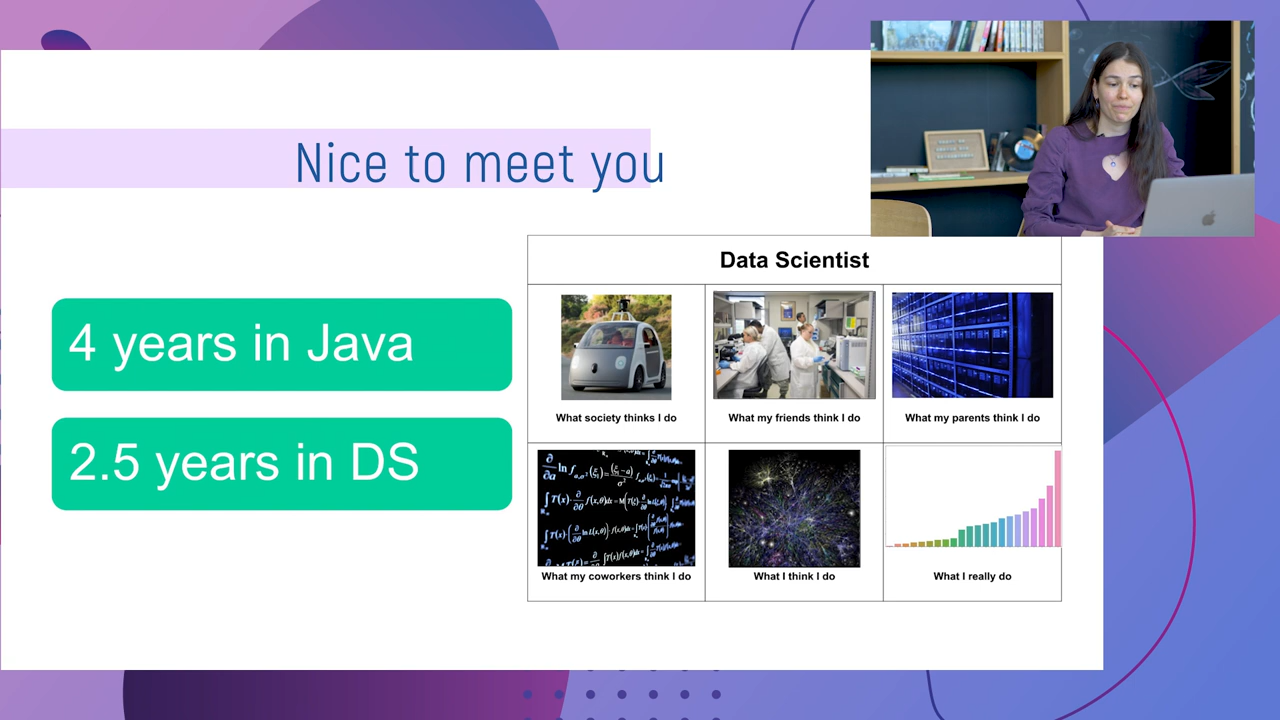 Nice to meet you
4 years in Java
2.5 years in DS
Data Scientist
What society thinks I do
What my friends think I do
What my parents think I do
What my coworkers think I do
What I think I do
What I really do